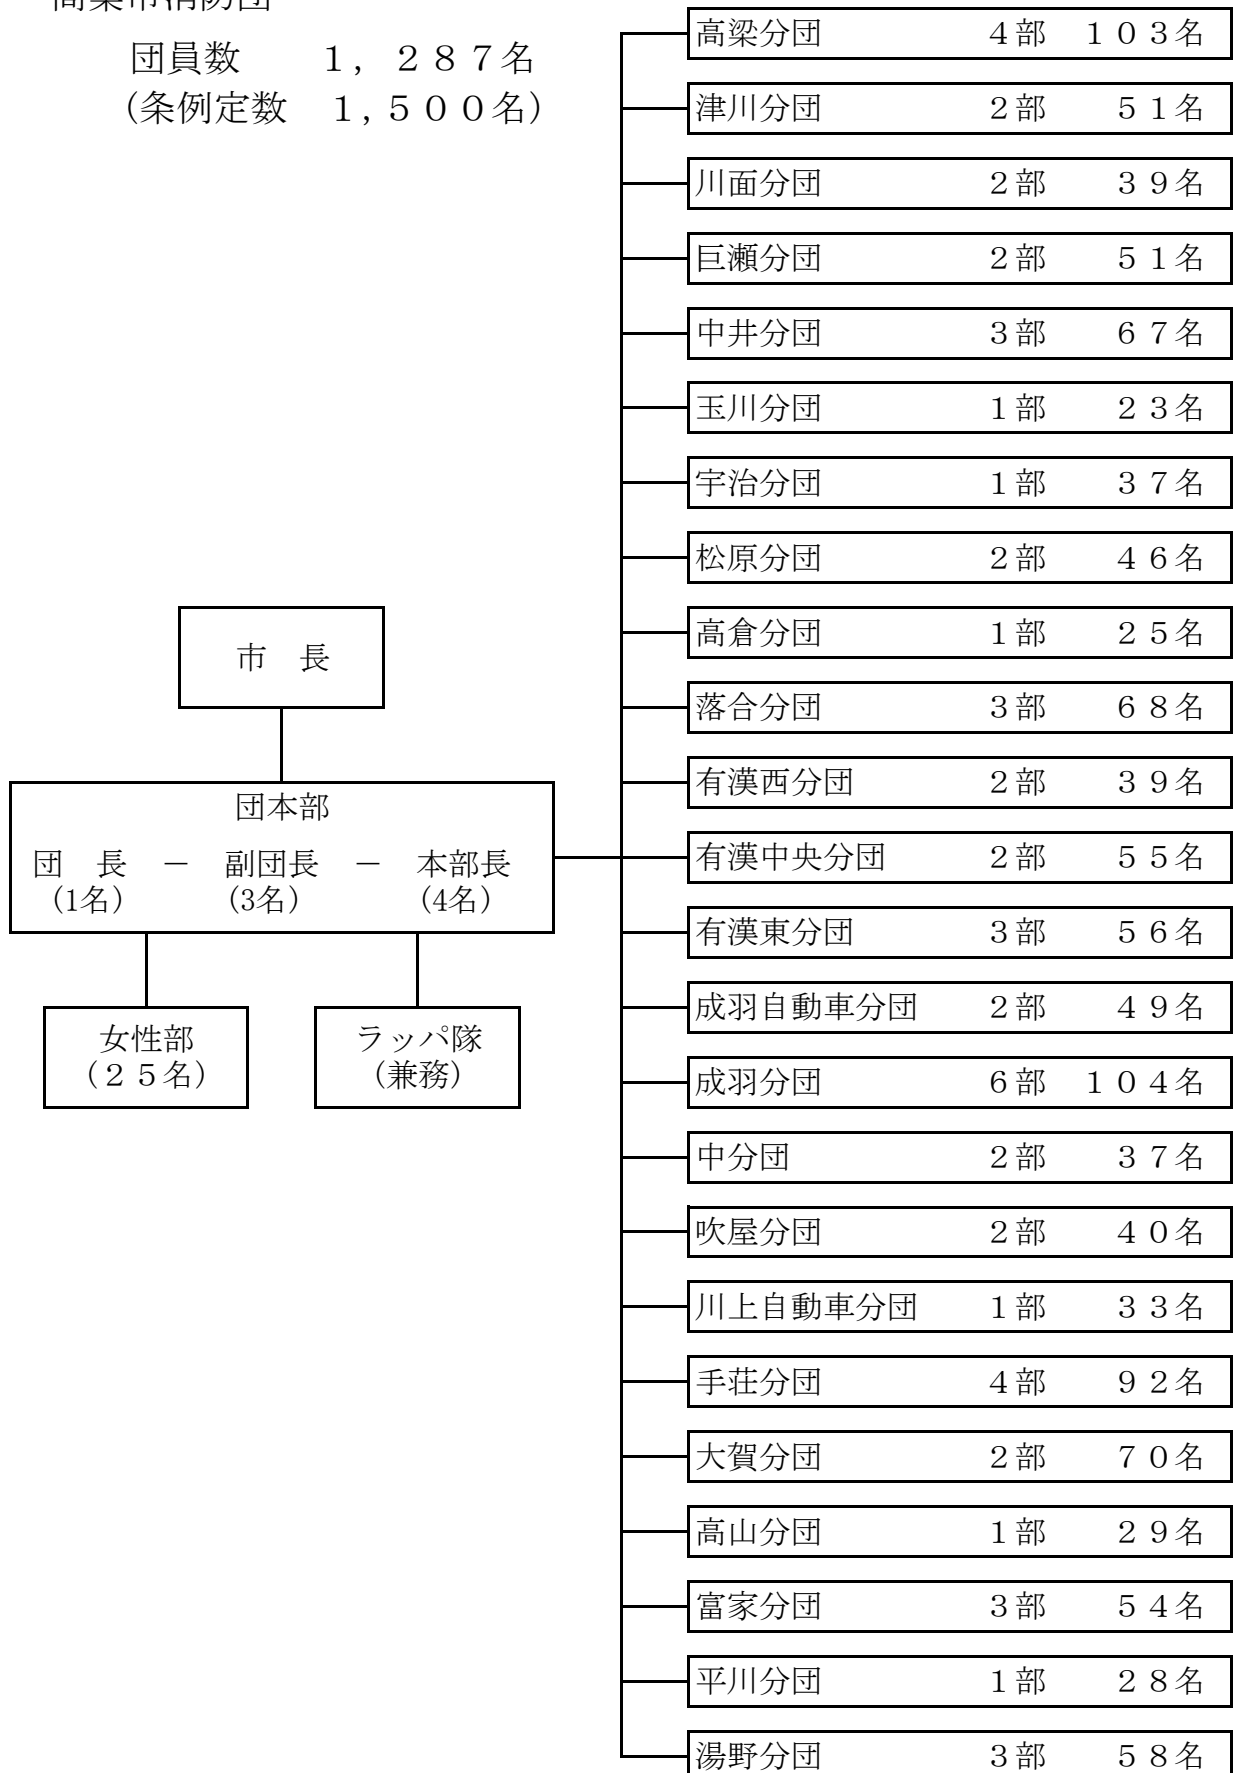 団員数　　１，２８７名
（条例定数　１，５００名）
市　長
団本部
団　長　－　副団長　－　本部長
（1名）　（3名）　（4名）
女性部
（２５名）
ラッパ隊
（兼務）
高梁分団　４部　１０３名
津川分団　２部　５１名
川面分団　２部　３９名
巨瀬分団　２部　５１名
中井分団　３部　６７名
玉川分団　１部　２３名
宇治分団　１部　３７名
松原分団　２部　４６名
高倉分団　１部　２５名
落合分団　３部　６８名
有漢西分団　２部　３９名
有漢中央分団　２部　５５名
有漢東分団　３部　５６名
成羽自動車分団　２部　４９名
成羽分団　６部　１０４名
中分団　２部　３７名
吹屋分団　２部　４０名
川上自動車分団　１部　３３名
手荘分団　４部　９２名
大賀分団　２部　７０名
高山分団　１部　２９名
富家分団　３部　５４名
平川分団　１部　２８名
湯野分団　３部　５８名